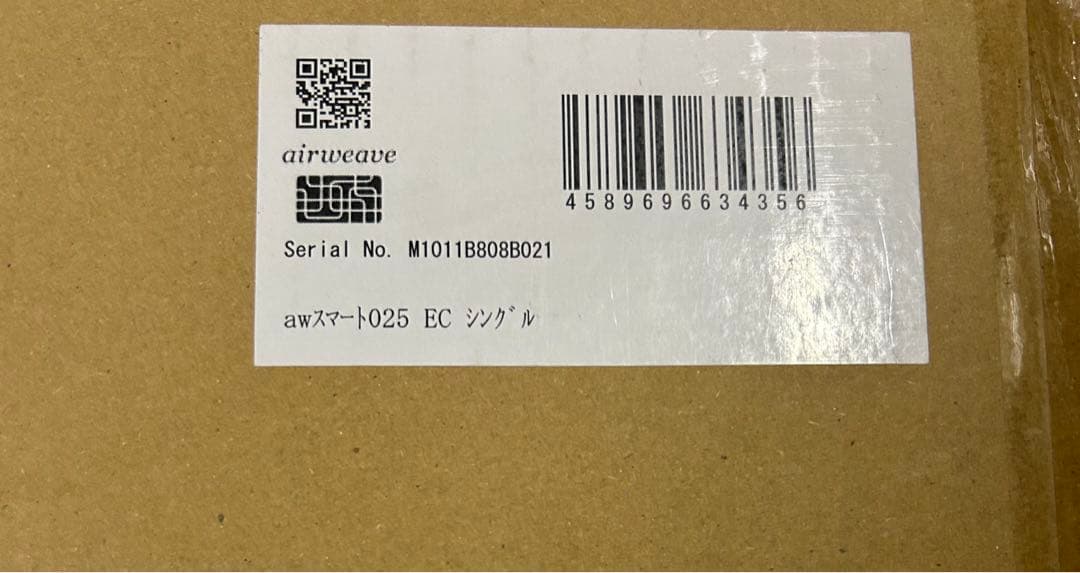 airweave
4589696634356
Serial No. M1011B808B021
awｽﾏｰﾄ025 EC ｼﾝｸﾞﾙ